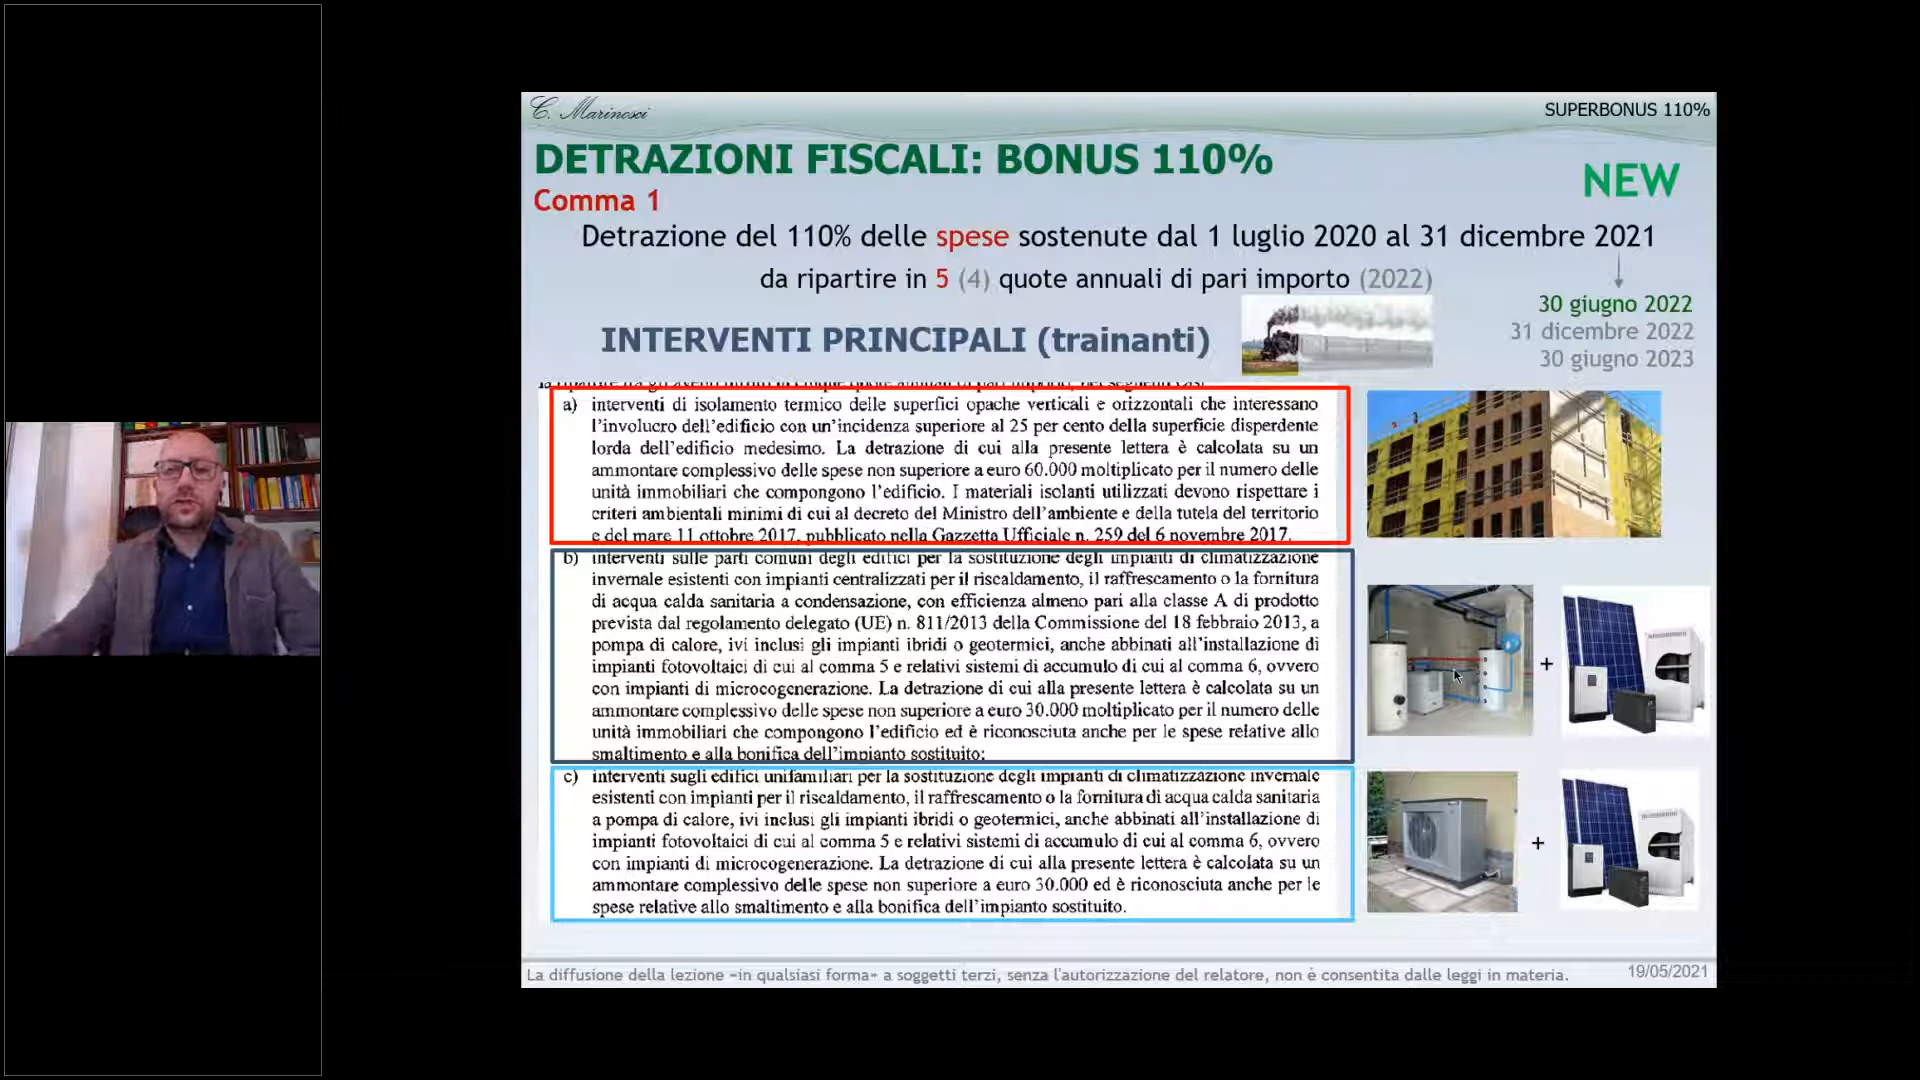 C. Marinosci
SUPERBONUS 110%
DETRAZIONI FISCALI: BONUS 110%
NEW
Comma 1
Detrazione del 110% delle spese sostenute dal 1 luglio 2020 al 31 dicembre 2021
da ripartire in 5 (4) quote annuali di pari importo (2022)
30 giugno 2022
31 dicembre 2022
30 giugno 2023
INTERVENTI PRINCIPALI (trainanti)
a) interventi di isolamento termico delle superfici opache verticali e orizzontali che interessano
l'involucro dell'edificio con un'incidenza superiore al 25 per cento della superficie disperdente
lorda dell'edificio medesimo. La detrazione di cui alla presente lettera è calcolata su un
ammontare complessivo delle spese non superiore a euro 60.000 moltiplicato per il numero delle
unità immobiliari che compongono l'edificio. I materiali isolanti utilizzati devono rispettare i
criteri ambientali minimi di cui al decreto del Ministro dell'ambiente e della tutela del territorio
e del mare 11 ottobre 2017, pubblicato nella Gazzetta Ufficiale n. 259 del 6 novembre 2017.
b) interventi sulle parti comuni degli edifici per la sostituzione degli impianti di climatizzazione
invernale esistenti con impianti centralizzati per il riscaldamento, il raffrescamento o la fornitura
di acqua calda sanitaria a condensazione, con efficienza almeno pari alla classe A di prodotto
prevista dal regolamento delegato (UE) n. 811/2013 della Commissione del 18 febbraio 2013, a
pompa di calore, ivi inclusi gli impianti ibridi o geotermici, anche abbinati all'installazione di
impianti fotovoltaici di cui al comma 5 e relativi sistemi di accumulo di cui al comma 6, ovvero
con impianti di microcogenerazione. La detrazione di cui alla presente lettera è calcolata su un
ammontare complessivo delle spese non superiore a euro 30.000 moltiplicato per il numero delle
unità immobiliari che compongono l'edificio ed è riconosciuta anche per le spese relative allo
smaltimento e alla bonifica dell'impianto sostituito;
+
c) interventi sugli edifici unifamiliari per la sostituzione degli impianti di climatizzazione invernale
esistenti con impianti per il riscaldamento, il raffrescamento o la fornitura di acqua calda sanitaria
a pompa di calore, ivi inclusi gli impianti ibridi o geotermici, anche abbinati all'installazione di
impianti fotovoltaici di cui al comma 5 e relativi sistemi di accumulo di cui al comma 6, ovvero
con impianti di microcogenerazione. La detrazione di cui alla presente lettera è calcolata su un
ammontare complessivo delle spese non superiore a euro 30.000 ed è riconosciuta anche per le
spese relative allo smaltimento e alla bonifica dell'impianto sostituito.
+
La diffusione della lezione «in qualsiasi forma» a soggetti terzi, senza l'autorizzazione del relatore, non è consentita dalle leggi in materia.
19/05/2021